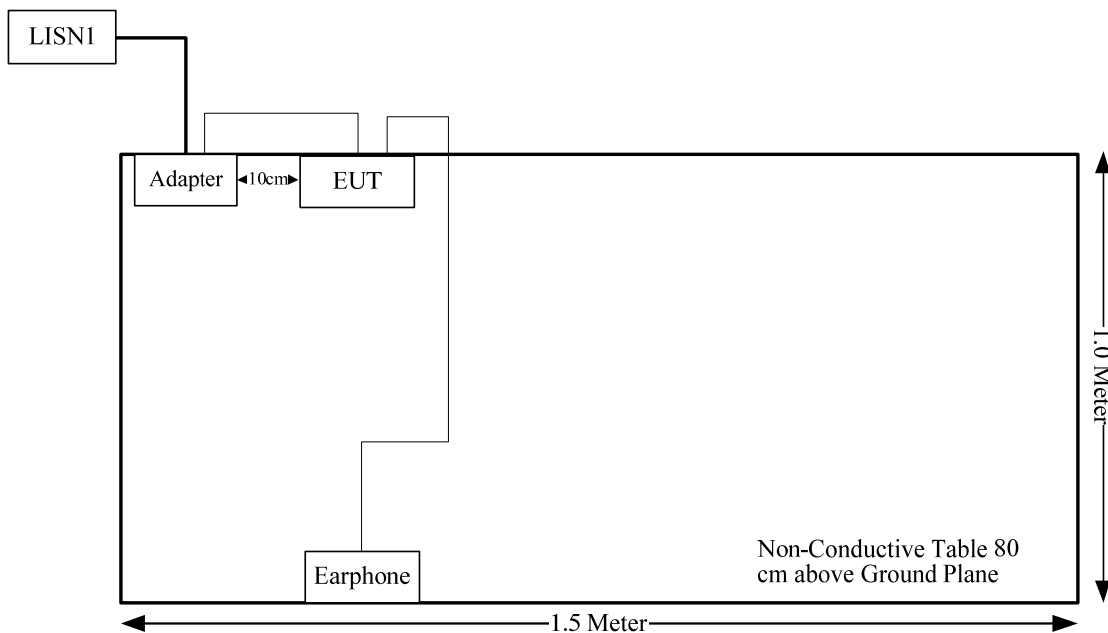 LISN1
Adapter
10cm
EUT
1.0 Meter
Earphone
Non-Conductive Table 80
cm above Ground Plane
1.5 Meter